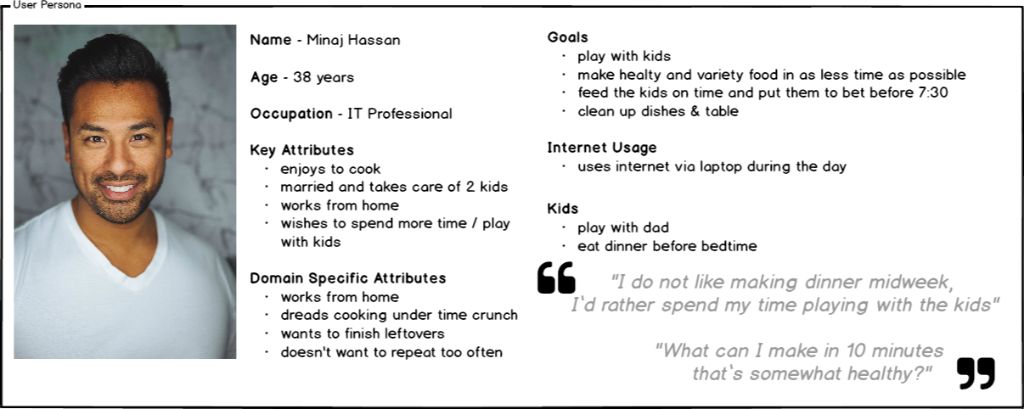 User Persona
Name - Minaj Hassan
Age - 38 years
Occupation - IT Professional
Key Attributes
· enjoys to cook
· married and takes care of 2 kids
· works from home
· wishes to spend more time / play
with kids
Domain Specific Attributes
· works from home
· dreads cooking under time crunch
· wants to finish leftovers
· doesn't want to repeat too often
Goals
· play with kids
· make healty and variety food in as less time as possible
· feed the kids on time and put them to bet before 7:30
· clean up dishes & table
Internet Usage
· uses internet via laptop during the day
Kids
· play with dad
· eat dinner before bedtime
"I do not like making dinner midweek,
I'd rather spend my time playing with the kids"
"What can I make in 10 minutes
that's somewhat healthy?"